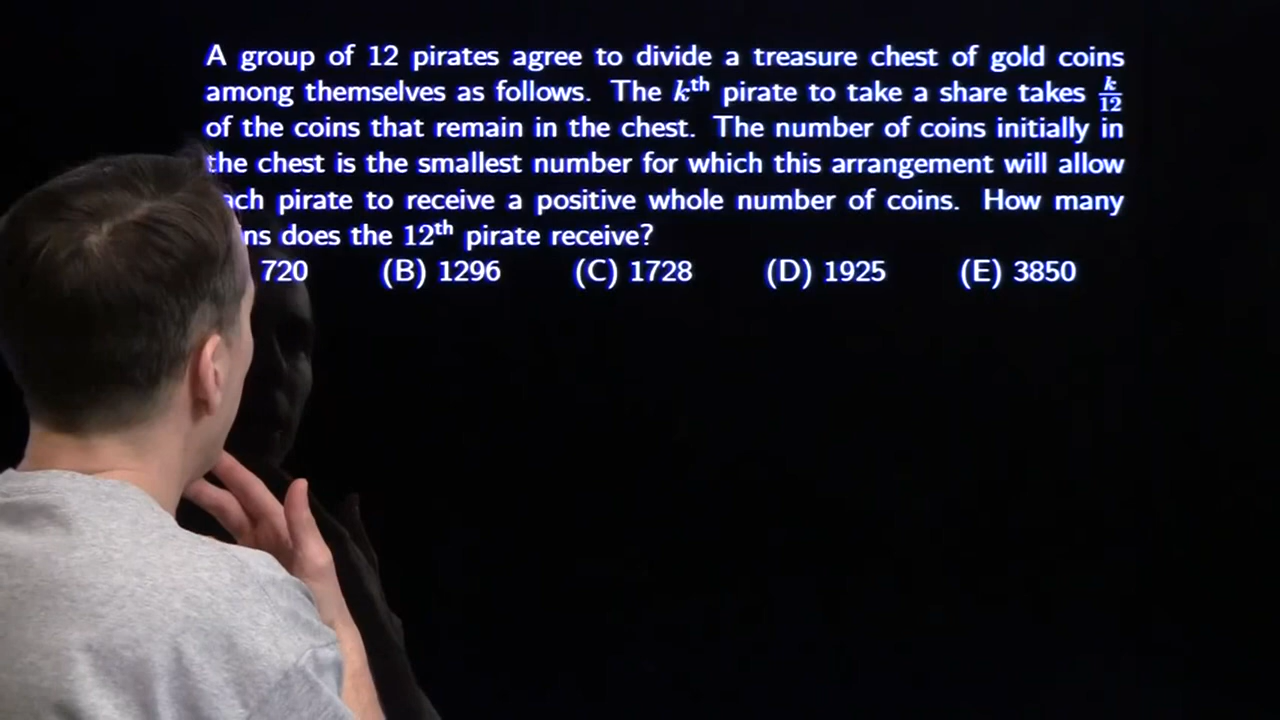 A group of 12 pirates agree to divide a treasure chest of gold coins
among themselves as follows. The kᵗʰ pirate to take a share takes k/12
of the coins that remain in the chest. The number of coins initially in
the chest is the smallest number for which this arrangement will allow
ach pirate to receive a positive whole number of coins. How many
ns does the 12ᵗʰ pirate receive?
720 (B) 1296 (C) 1728 (D) 1925 (E) 3850